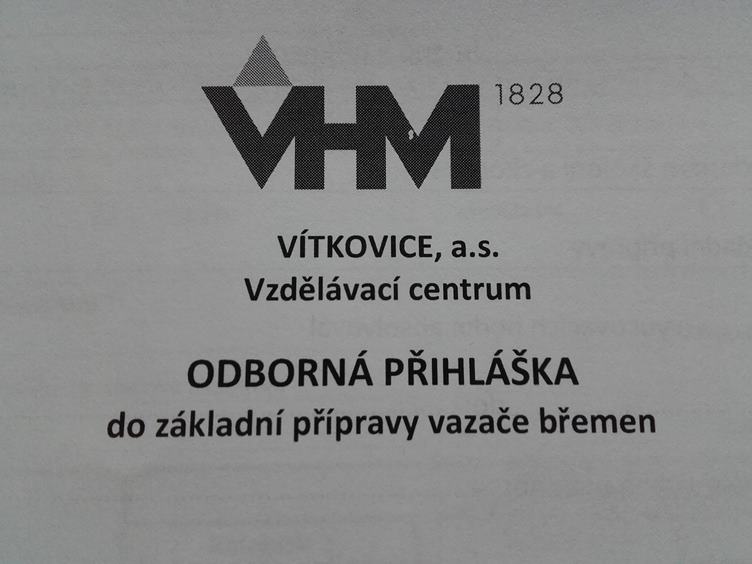 VHM 1828
VÍTKOVICE, a.s.
Vzdělávací centrum
ODBORNÁ PŘIHLÁŠKA
do základní přípravy vazače břemen